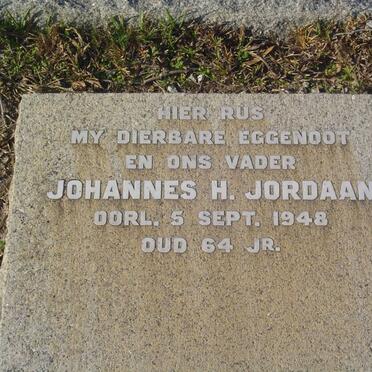 HIER RUS
MY DIERBARE EGGENOOT
EN ONS VADER
JOHANNES H. JORDAAN
OORL. 5 SEPT. 1948
OUD 64 JR.